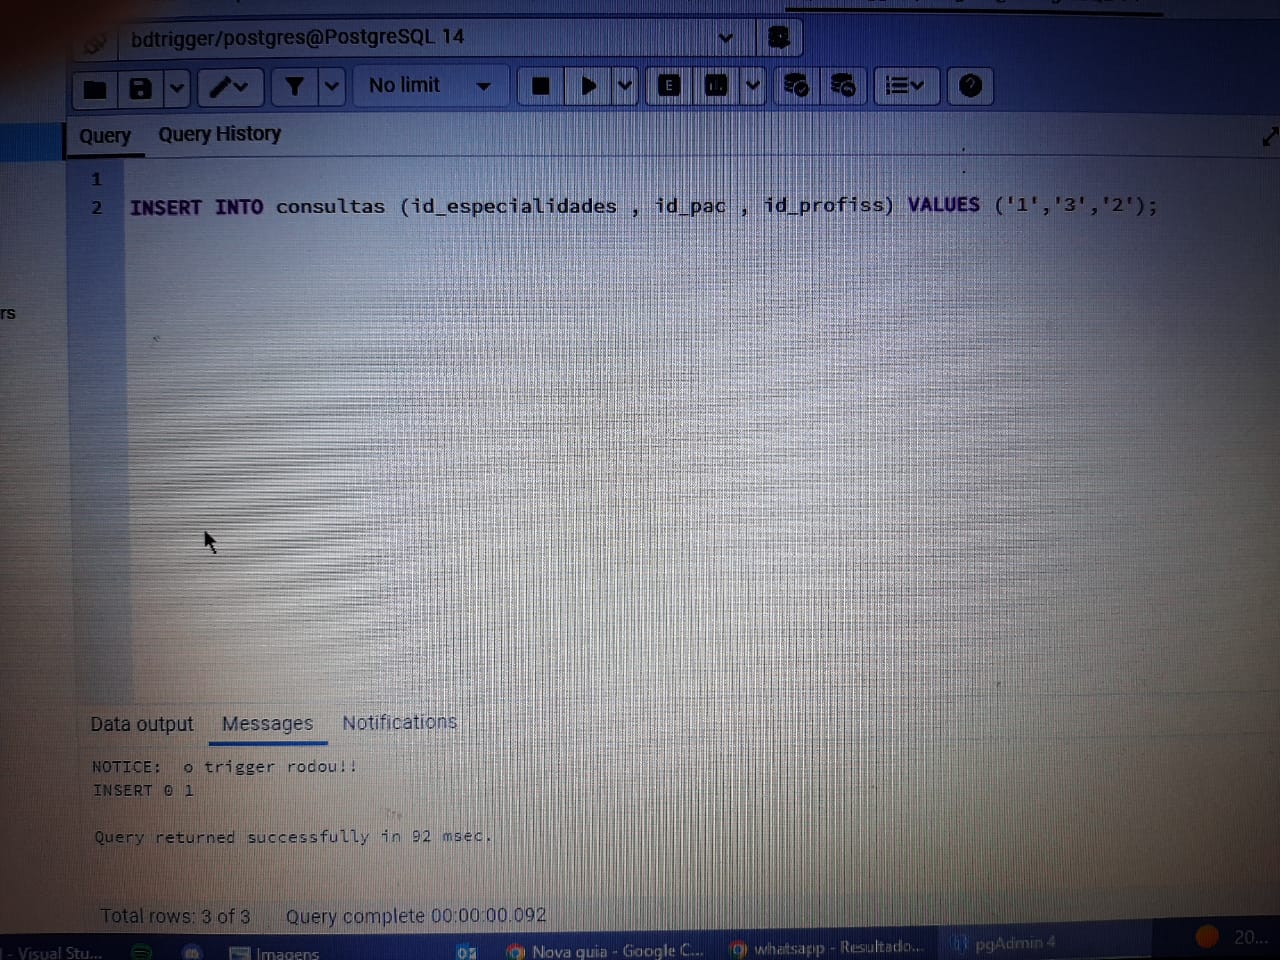 bdtrigger/postgres@PostgreSQL 14
No limit
E
Query Query History
1
2 INSERT INTO consultas (id_especialidades , id_pac , id_profiss) VALUES ('1','3','2');
rs
Data output Messages Notifications
NOTICE: o trigger rodou!!
INSERT 0 1
Query returned successfully in 92 msec.
Total rows: 3 of 3 Query complete 00:00:00.092
- Visual Stu... Imagens Nova guia - Google C... whatsapp - Resultado... pgAdmin 4 20...